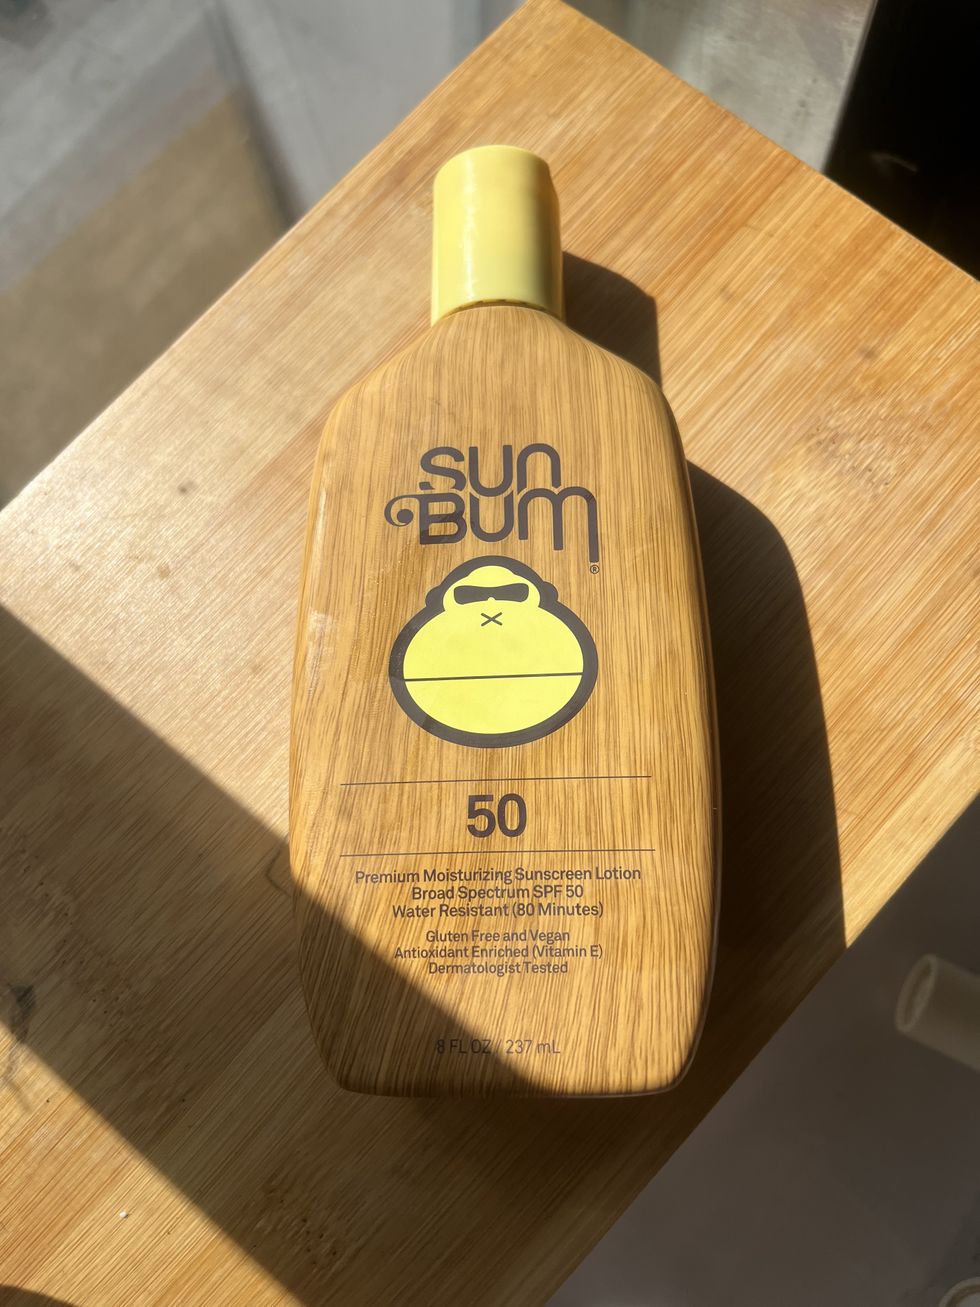 sun
BUM
®
50
Premium Moisturizing Sunscreen Lotion
Broad Spectrum SPF 50
Water Resistant (80 Minutes)
Gluten Free and Vegan
Antioxidant Enriched (Vitamin E)
Dermatologist Tested
8 FL OZ / 237 mL